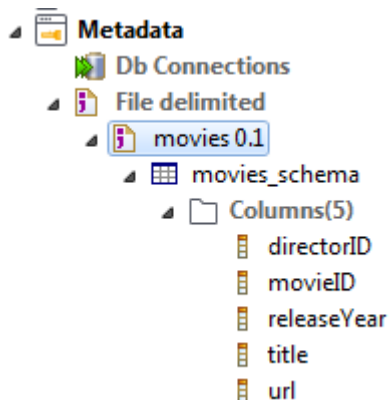 Metadata
Db Connections
File delimited
movies 0.1
movies_schema
Columns(5)
directorID
movieID
releaseYear
title
url